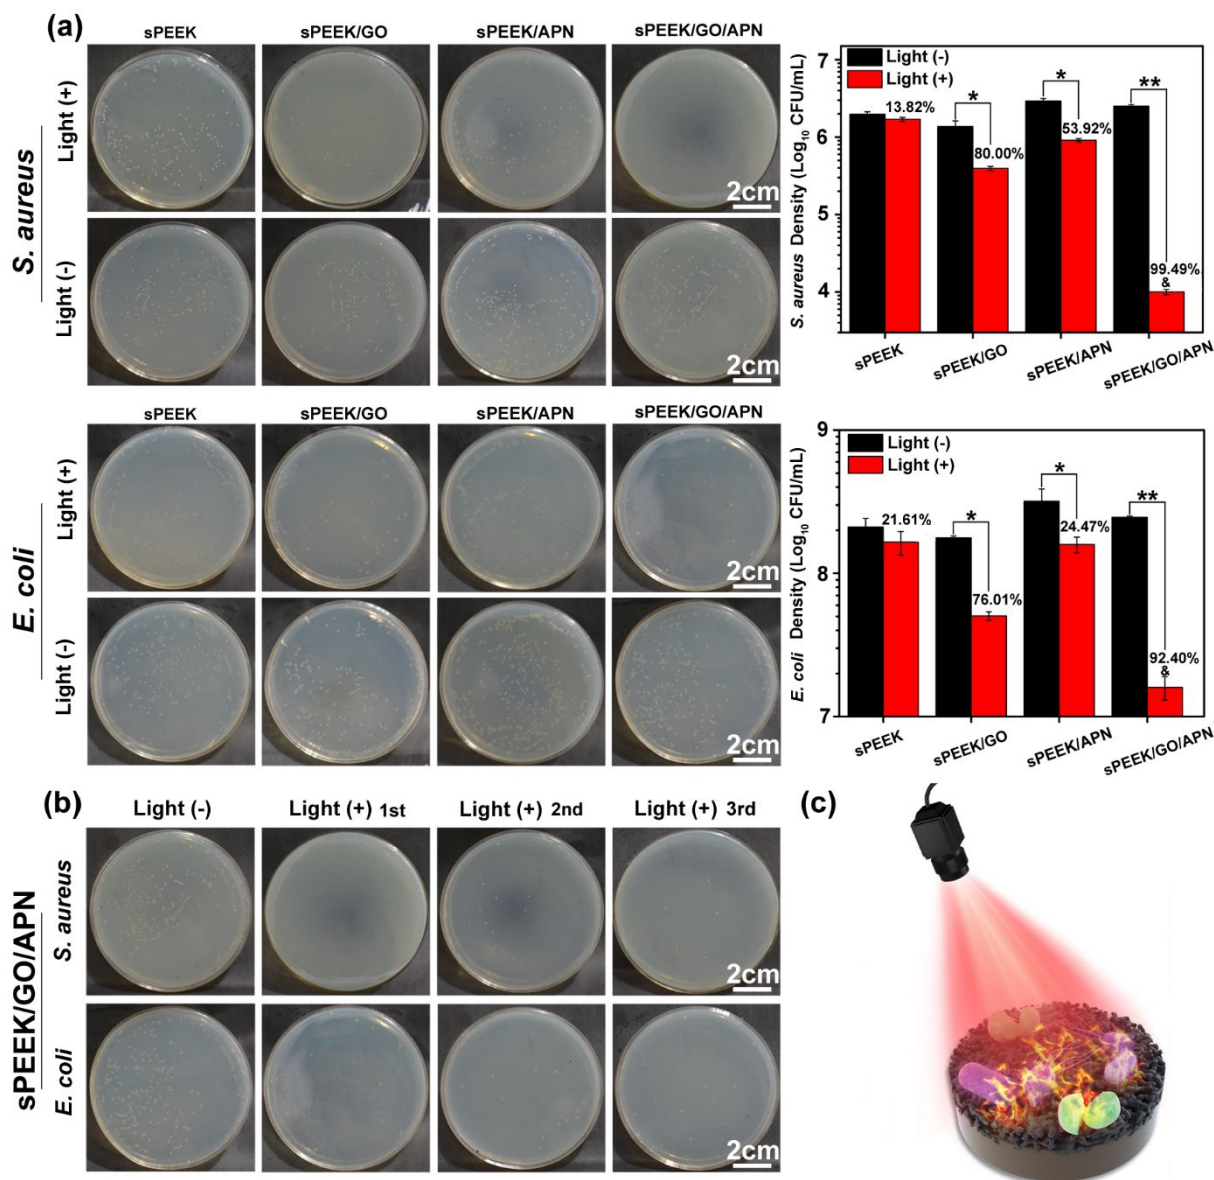 (a)
sPEEK sPEEK/GO sPEEK/APN sPEEK/GO/APN
S. aureus
Light (+)
2cm
Light (-)
2cm
7
6
5
4
S. aureus Density (Log10 CFU/mL)
Light (-)
Light (+)
13.82%
*
80.00%
*
53.92%
**
99.49%
&
sPEEK sPEEK/GO sPEEK/APN sPEEK/GO/APN
sPEEK sPEEK/GO sPEEK/APN sPEEK/GO/APN
E. coli
Light (+)
2cm
Light (-)
2cm
9
8
7
E. coli Density (Log10 CFU/mL)
Light (-)
Light (+)
21.61%
*
76.01%
*
24.47%
**
92.40%
&
sPEEK sPEEK/GO sPEEK/APN sPEEK/GO/APN
(b)
Light (-) Light (+) 1st Light (+) 2nd Light (+) 3rd
sPEEK/GO/APN
S. aureus
2cm
E. coli
2cm
(c)